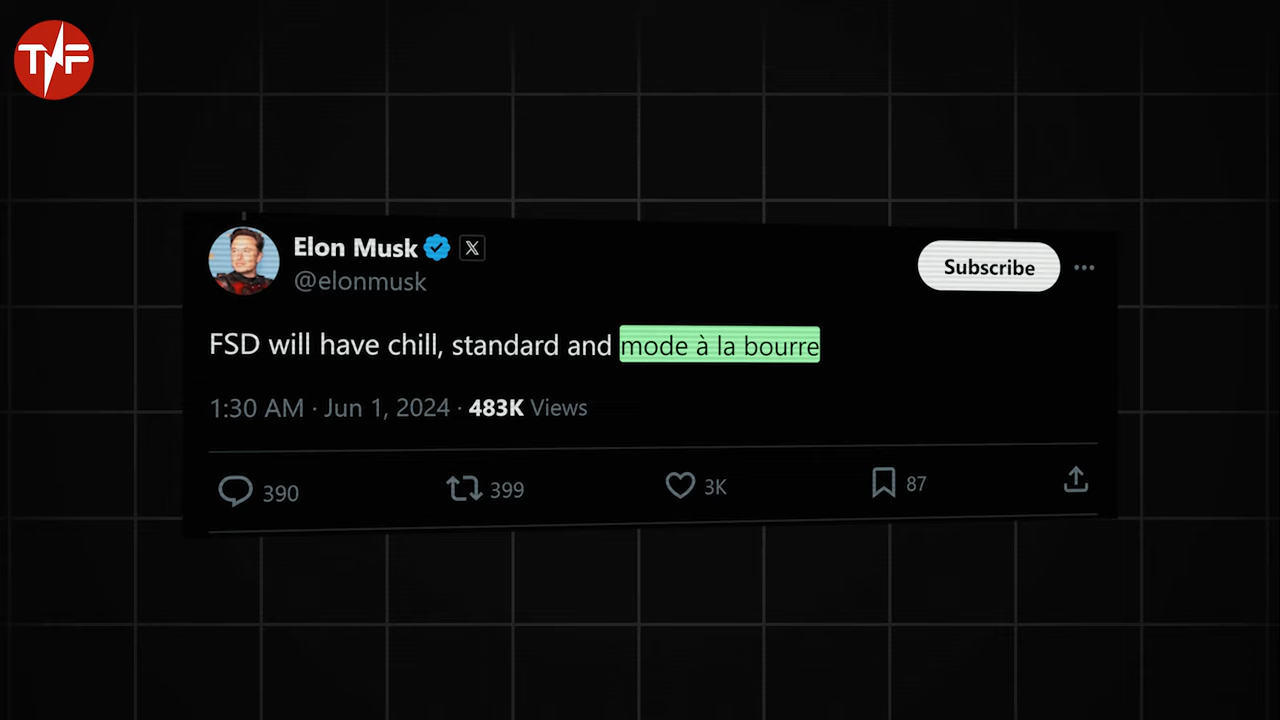 TNF
Elon Musk X
@elonmusk
Subscribe
FSD will have chill, standard and mode à la bourre
1:30 AM · Jun 1, 2024 · 483K Views
390 399 3K 87